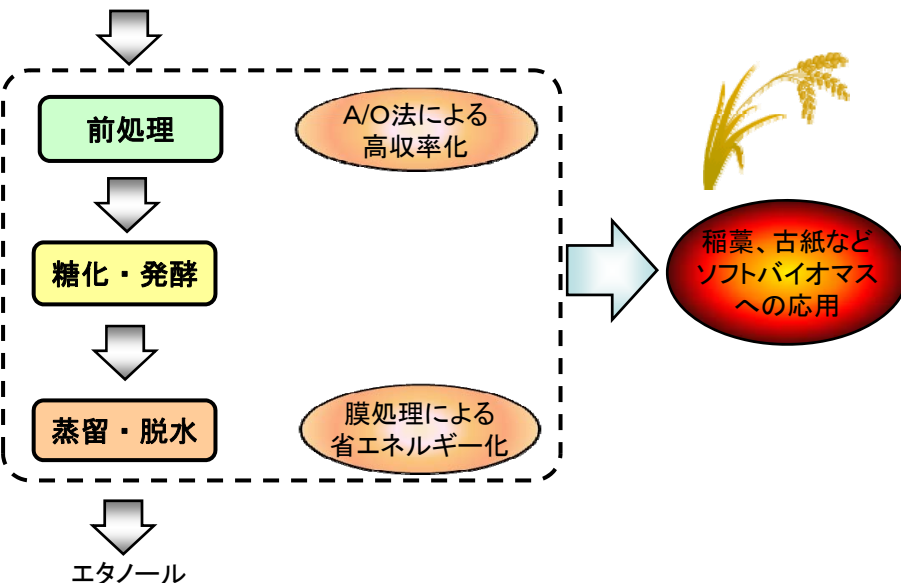 前処理
A/O法による
高収率化
糖化・発酵
稲藁、古紙など
ソフトバイオマス
への応用
蒸留・脱水
膜処理による
省エネルギー化
エタノール